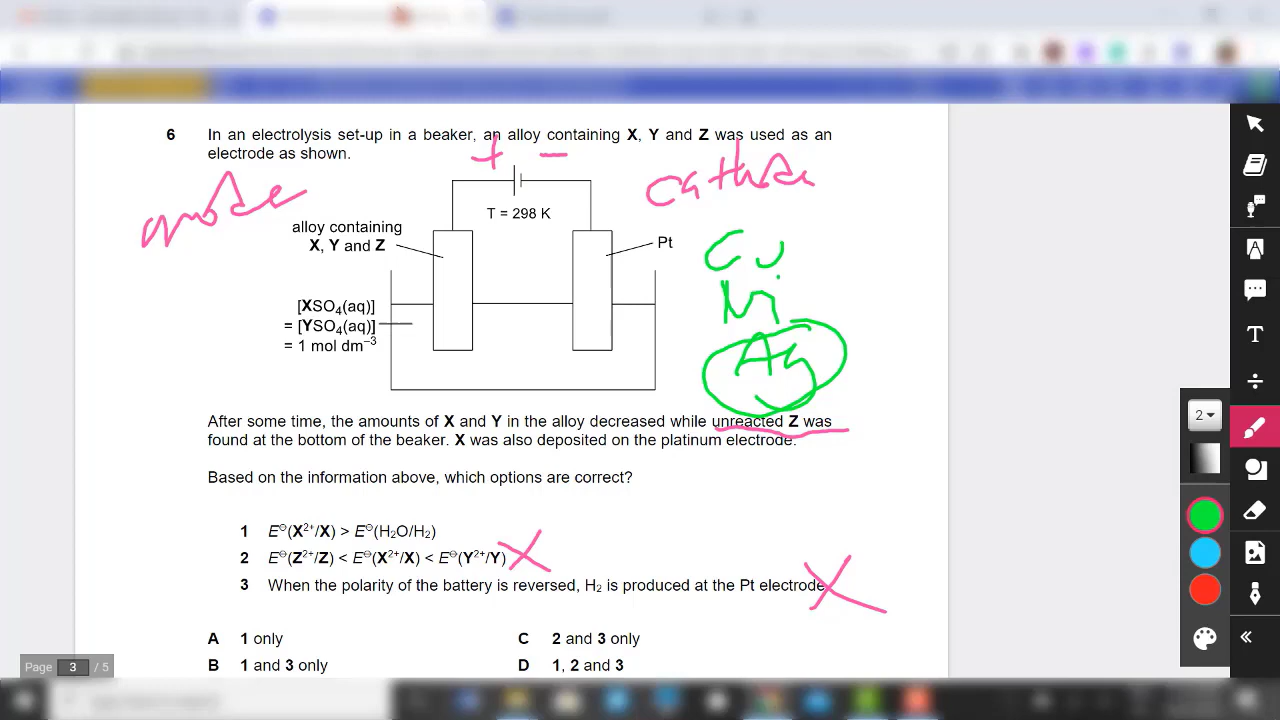 6 In an electrolysis set-up in a beaker, an alloy containing X, Y and Z was used as an
electrode as shown.
+ −
anode
cathode
T = 298 K
alloy containing
X, Y and Z
Pt
Cu
Ni
Ag
[XSO₄(aq)]
= [YSO₄(aq)]
= 1 mol dm⁻³
After some time, the amounts of X and Y in the alloy decreased while unreacted Z was
found at the bottom of the beaker. X was also deposited on the platinum electrode.
Based on the information above, which options are correct?
1 E⊖(X²⁺/X) > E⊖(H₂O/H₂)
2 E⊖(Z²⁺/Z) < E⊖(X²⁺/X) < E⊖(Y²⁺/Y) X
3 When the polarity of the battery is reversed, H₂ is produced at the Pt electrode. X
A 1 only C 2 and 3 only
B 1 and 3 only D 1, 2 and 3
2
T
Page 3 / 5